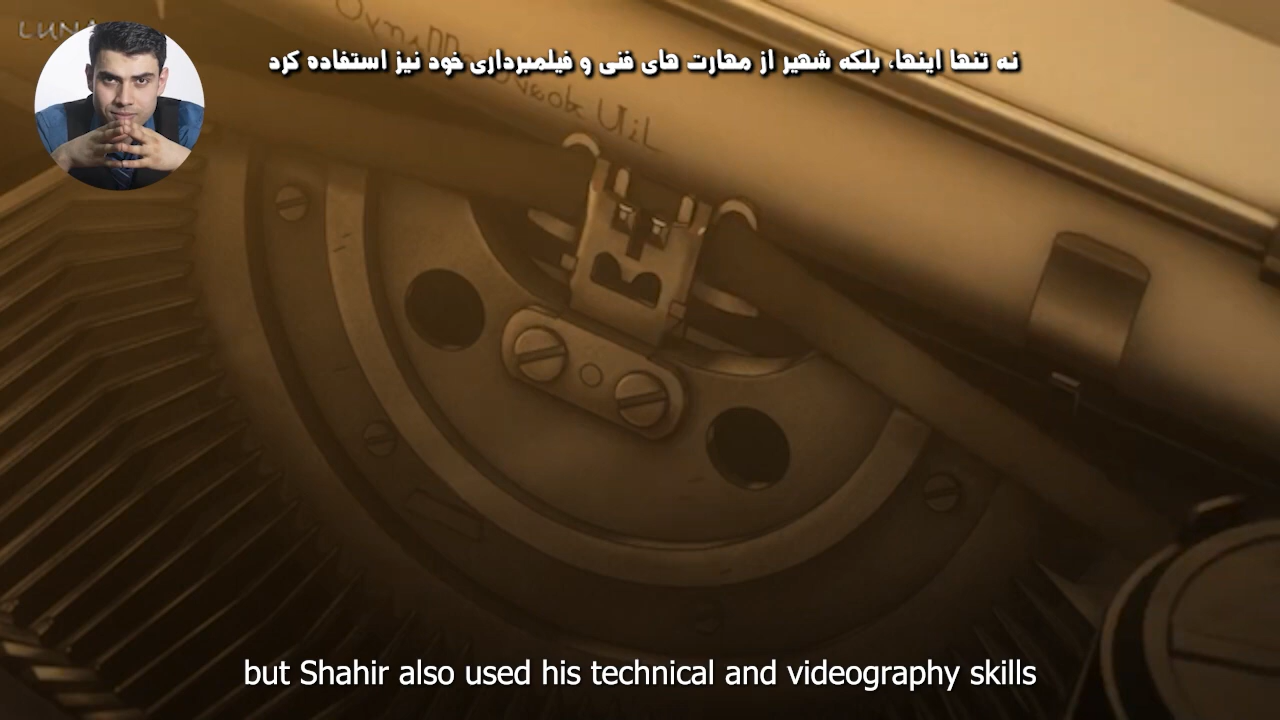 نه تنها اینها، بلکه شهیر از مهارت های فنی و فیلمبرداری خود نیز استفاده کرد
but Shahir also used his technical and videography skills